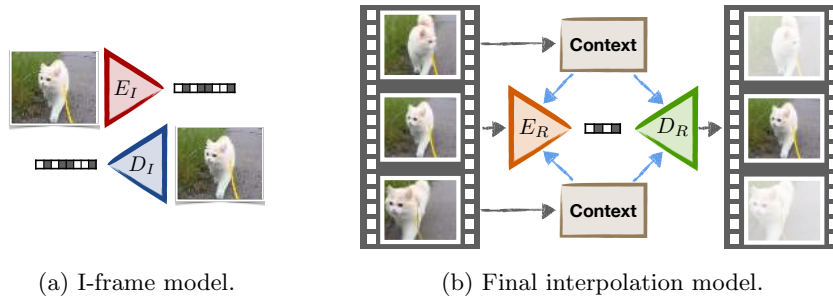 E_I
D_I
Context
E_R
D_R
Context
(a) I-frame model.
(b) Final interpolation model.